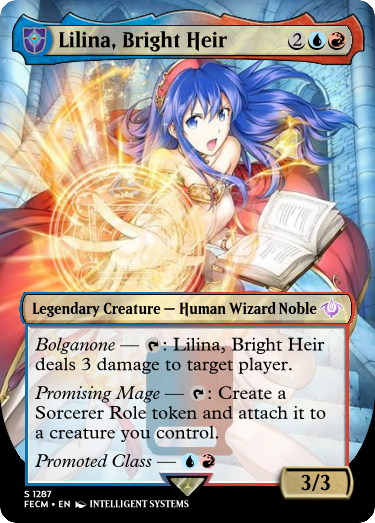 Lilina, Bright Heir 2
Legendary Creature — Human Wizard Noble
Bolganone — : Lilina, Bright Heir
deals 3 damage to target player.
Promising Mage — : Create a
Sorcerer Role token and attach it to
a creature you control.
Promoted Class —
3/3
S 1287
FECM • EN INTELLIGENT SYSTEMS